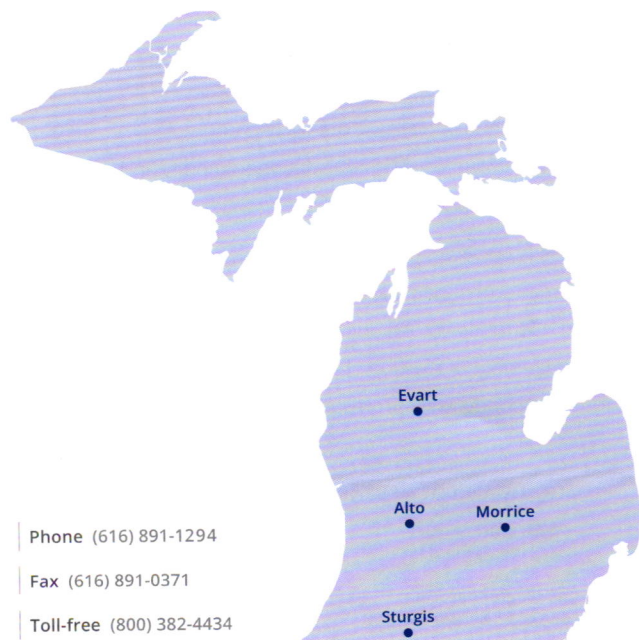 Evart
Alto
Morrice
Phone (616) 891-1294
Fax (616) 891-0371
Toll-free (800) 382-4434
Sturgis